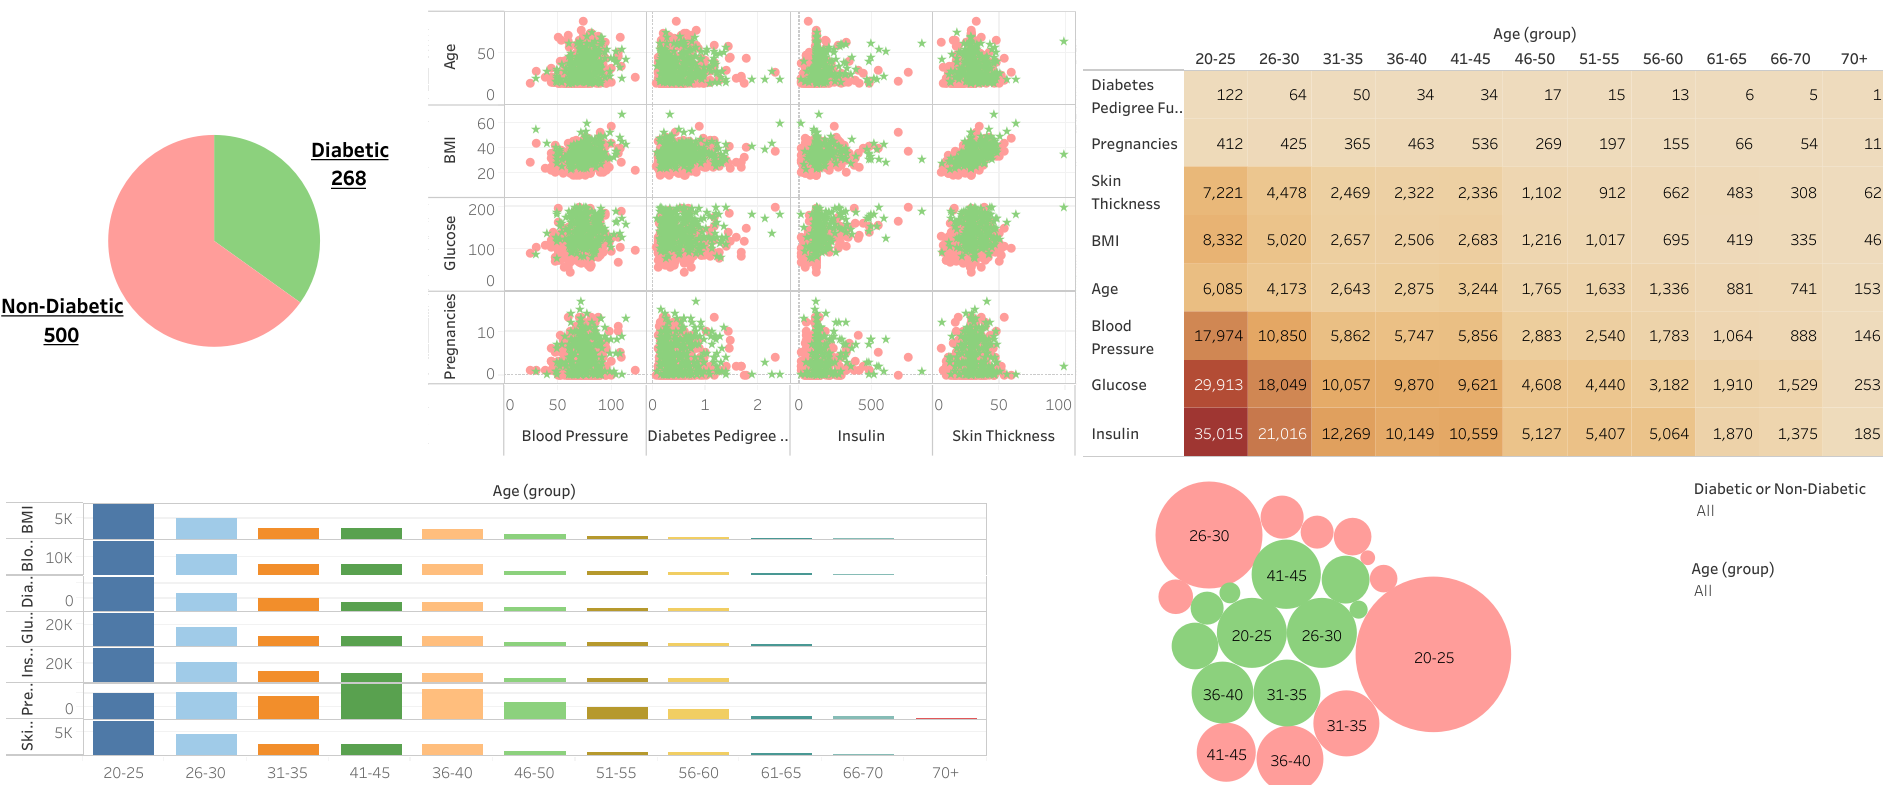 Diabetic
268
Non-Diabetic
500
Age
50
0
BMI
60
40
20
Glucose
200
100
0
Pregnancies
10
0
0 50 100 0 1 2 0 500 0 50 100
Blood Pressure Diabetes Pedigree .. Insulin Skin Thickness
Age (group)
20-25 26-30 31-35 36-40 41-45 46-50 51-55 56-60 61-65 66-70 70+
Diabetes
Pedigree Fu.. 122 64 50 34 34 17 15 13 6 5 1
Pregnancies 412 425 365 463 536 269 197 155 66 54 11
Skin
Thickness 7,221 4,478 2,469 2,322 2,336 1,102 912 662 483 308 62
BMI 8,332 5,020 2,657 2,506 2,683 1,216 1,017 695 419 335 46
Age 6,085 4,173 2,643 2,875 3,244 1,765 1,633 1,336 881 741 153
Blood
Pressure 17,974 10,850 5,862 5,747 5,856 2,883 2,540 1,783 1,064 888 146
Glucose 29,913 18,049 10,057 9,870 9,621 4,608 4,440 3,182 1,910 1,529 253
Insulin 35,015 21,016 12,269 10,149 10,559 5,127 5,407 5,064 1,870 1,375 185
Age (group)
BMI
5K
Blo..
10K
Dia..
0
Glu..
20K
Ins..
20K
Pre..
0
Ski..
5K
20-25 26-30 31-35 41-45 36-40 46-50 51-55 56-60 61-65 66-70 70+
26-30
41-45
20-25 26-30
20-25
36-40 31-35
31-35
41-45 36-40
Diabetic or Non-Diabetic
All
Age (group)
All